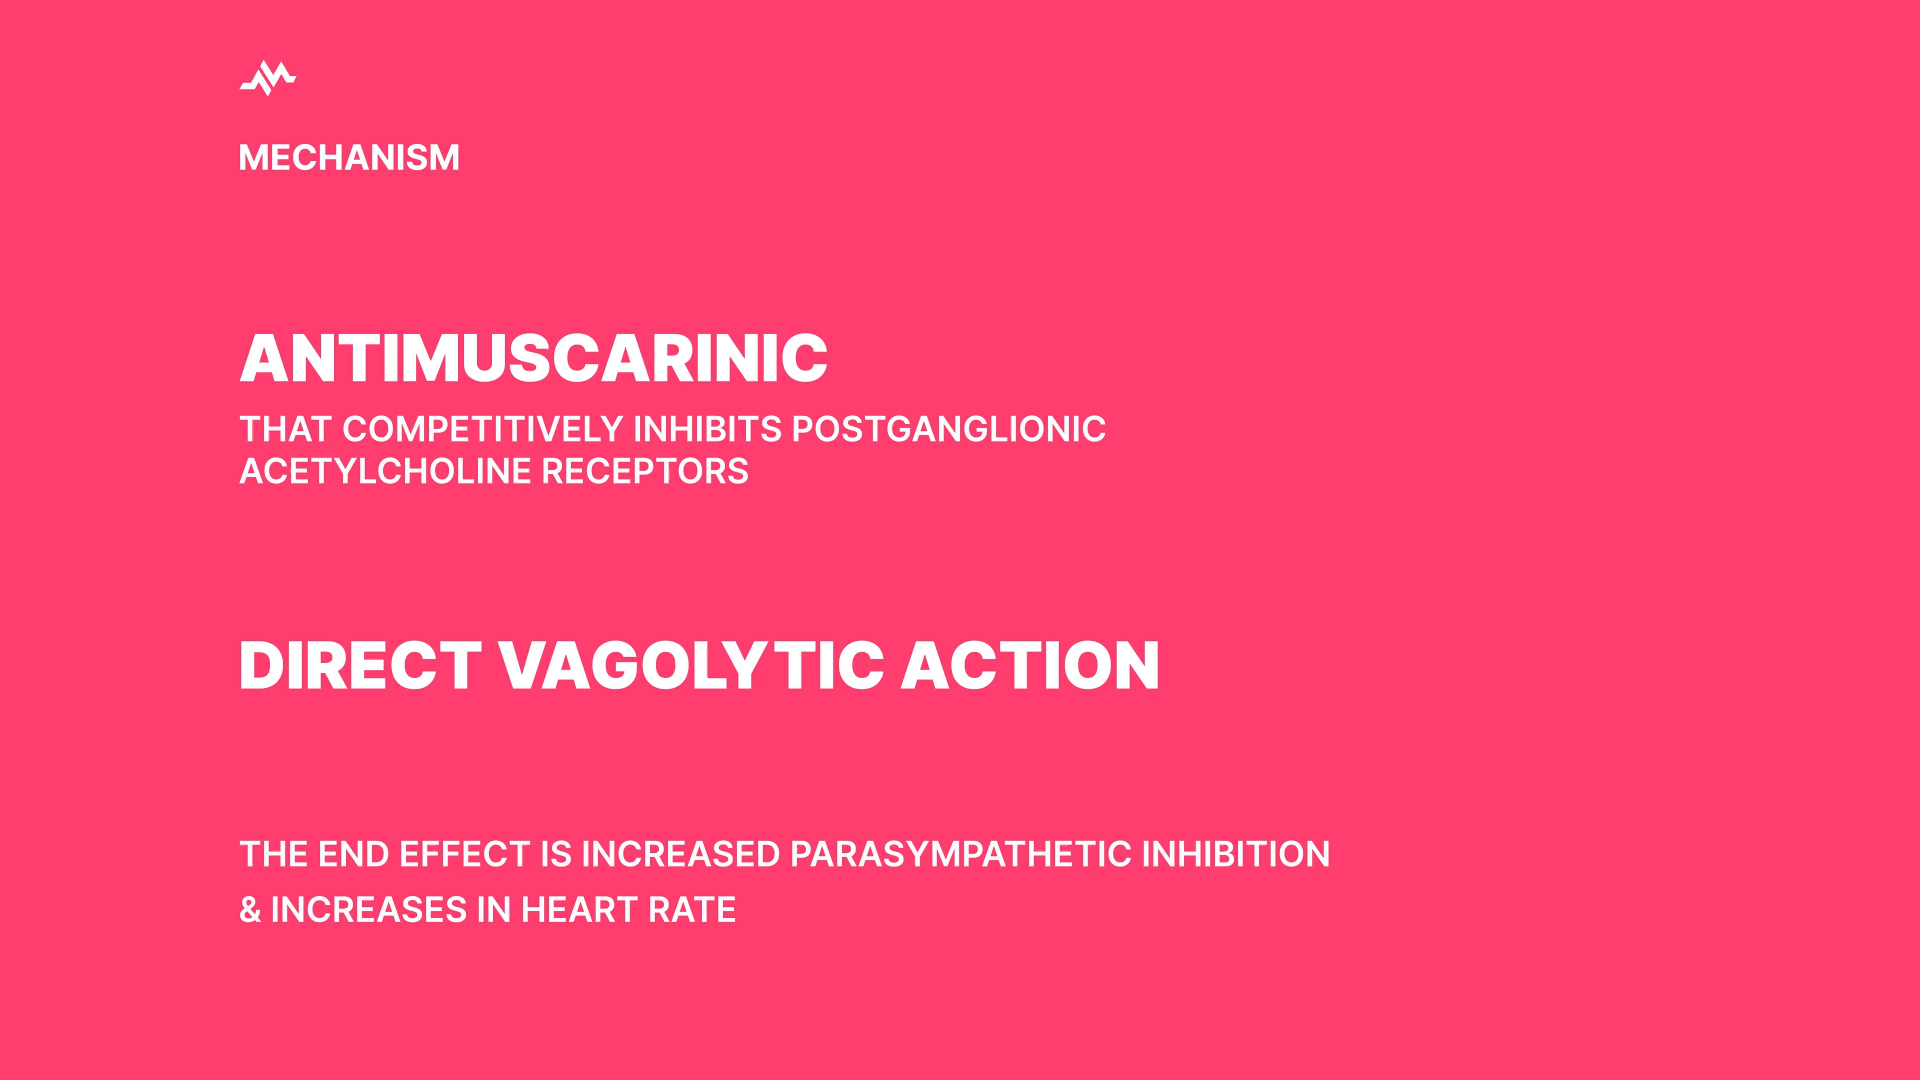 MECHANISM
ANTIMUSCARINIC
THAT COMPETITIVELY INHIBITS POSTGANGLIONIC
ACETYLCHOLINE RECEPTORS
DIRECT VAGOLYTIC ACTION
THE END EFFECT IS INCREASED PARASYMPATHETIC INHIBITION
& INCREASES IN HEART RATE